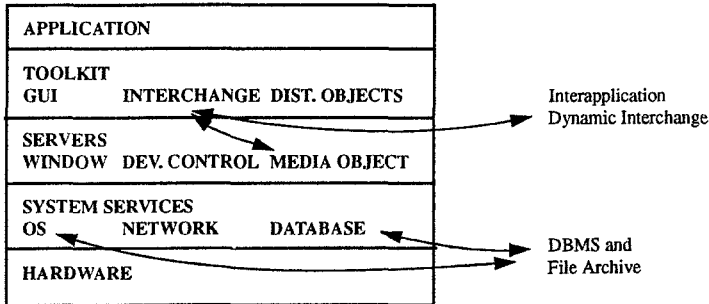 APPLICATION
TOOLKIT
GUI INTERCHANGE DIST. OBJECTS
SERVERS
WINDOW DEV. CONTROL MEDIA OBJECT
SYSTEM SERVICES
OS NETWORK DATABASE
HARDWARE
Interapplication
Dynamic Interchange
DBMS and
File Archive